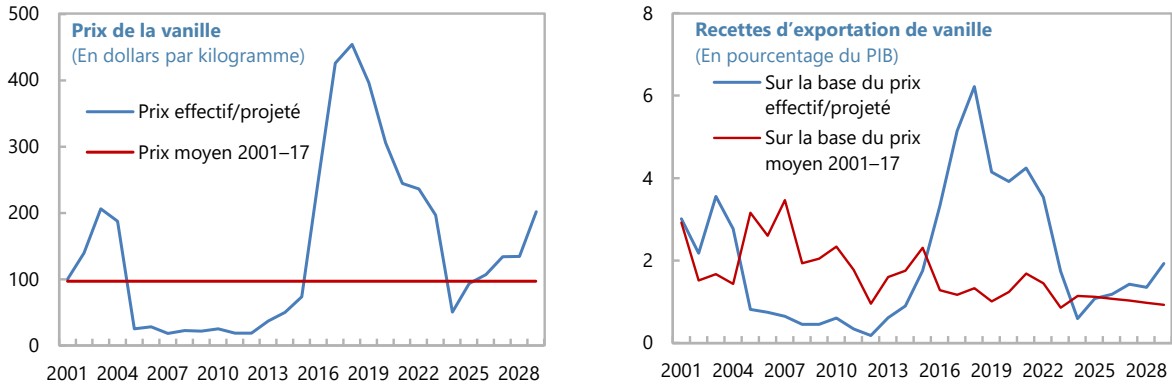 Prix de la vanille
(En dollars par kilogramme)
500
400
300
200
100
0
Prix effectif/projeté
Prix moyen 2001–17
2001 2004 2007 2010 2013 2016 2019 2022 2025 2028
Recettes d'exportation de vanille
(En pourcentage du PIB)
8
6
4
2
0
Sur la base du prix
effectif/projeté
Sur la base du prix
moyen 2001–17
2001 2004 2007 2010 2013 2016 2019 2022 2025 2028